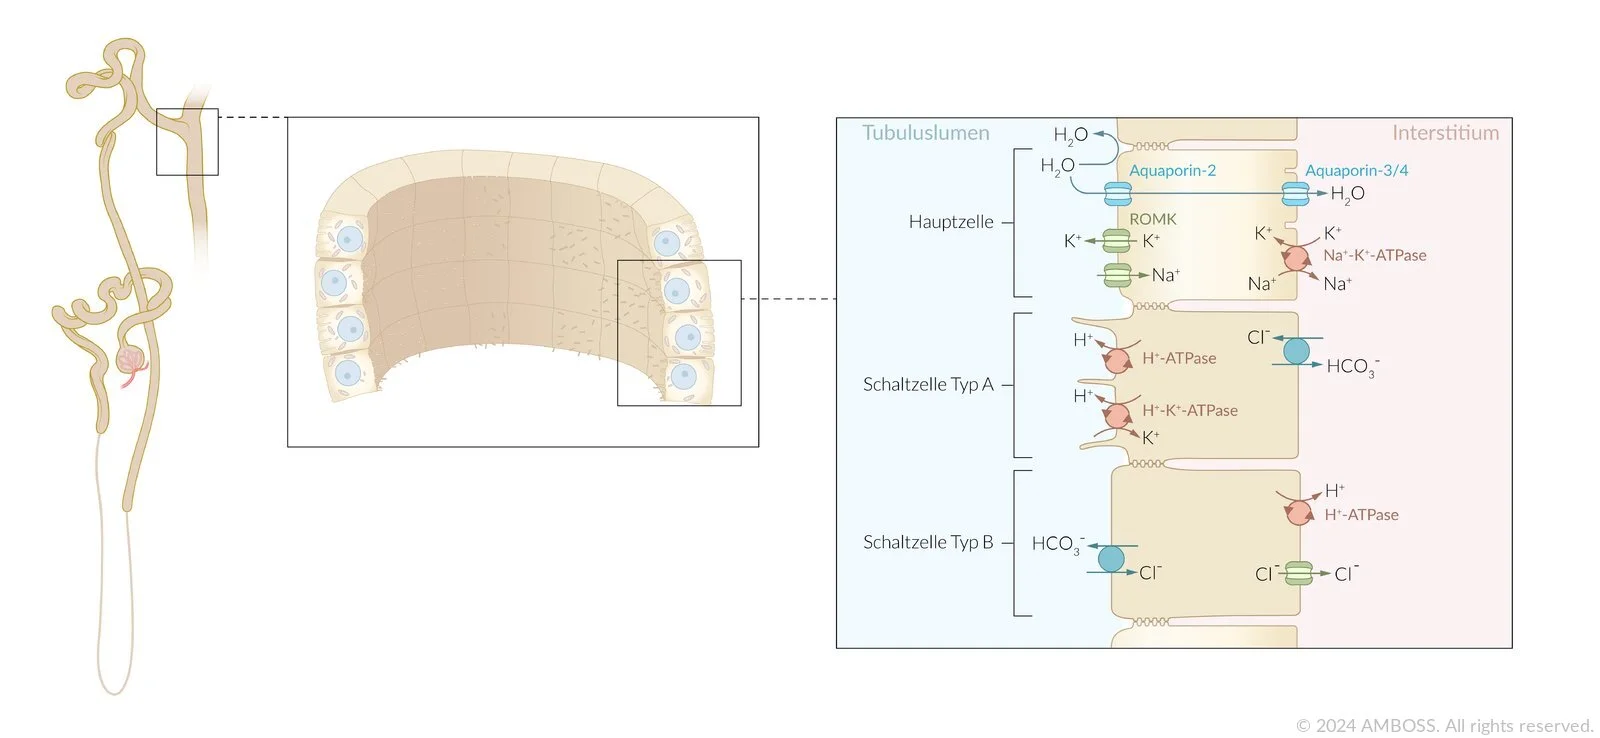 Tubuluslumen
Interstitium
H₂O
H₂O
Aquaporin-2
Aquaporin-3/4
H₂O
Hauptzelle
ROMK
K⁺
K⁺
K⁺
K⁺
Na⁺-K⁺-ATPase
Na⁺
Na⁺
Na⁺
Schaltzelle Typ A
H⁺
H⁺-ATPase
H⁺
H⁺-K⁺-ATPase
K⁺
Cl⁻
HCO₃⁻
Schaltzelle Typ B
HCO₃⁻
Cl⁻
H⁺
H⁺-ATPase
Cl⁻
Cl⁻
© 2024 AMBOSS. All rights reserved.